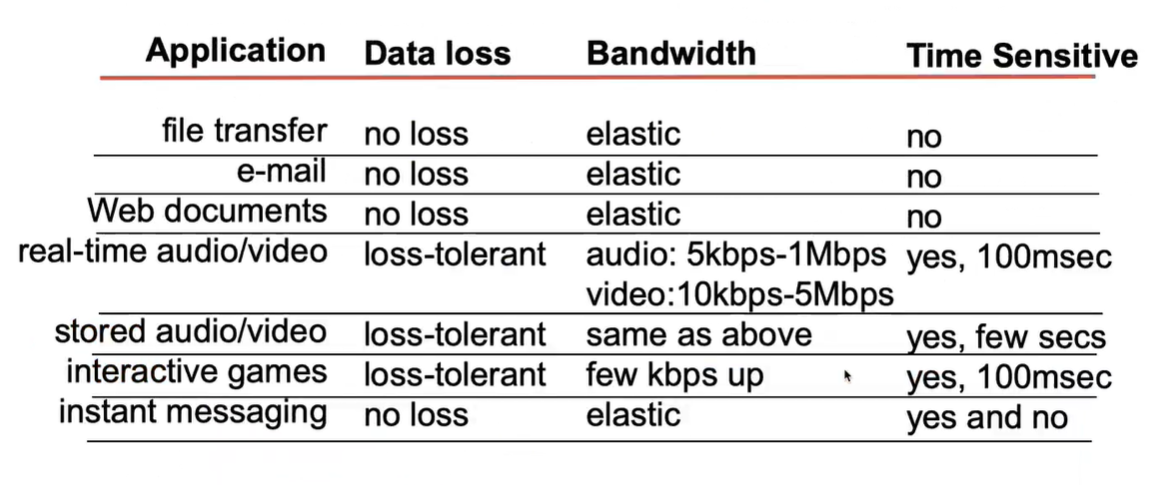 Application Data loss Bandwidth Time Sensitive
file transfer no loss elastic no
e-mail no loss elastic no
Web documents no loss elastic no
real-time audio/video loss-tolerant audio: 5kbps-1Mbps yes, 100msec
video:10kbps-5Mbps
stored audio/video loss-tolerant same as above yes, few secs
interactive games loss-tolerant few kbps up yes, 100msec
instant messaging no loss elastic yes and no